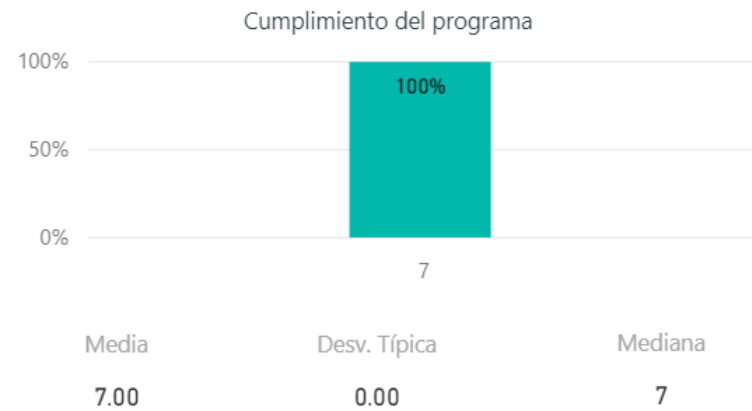 Cumplimiento del programa
100%
100%
50%
0%
7
Media Desv. Típica Mediana
7.00 0.00 7